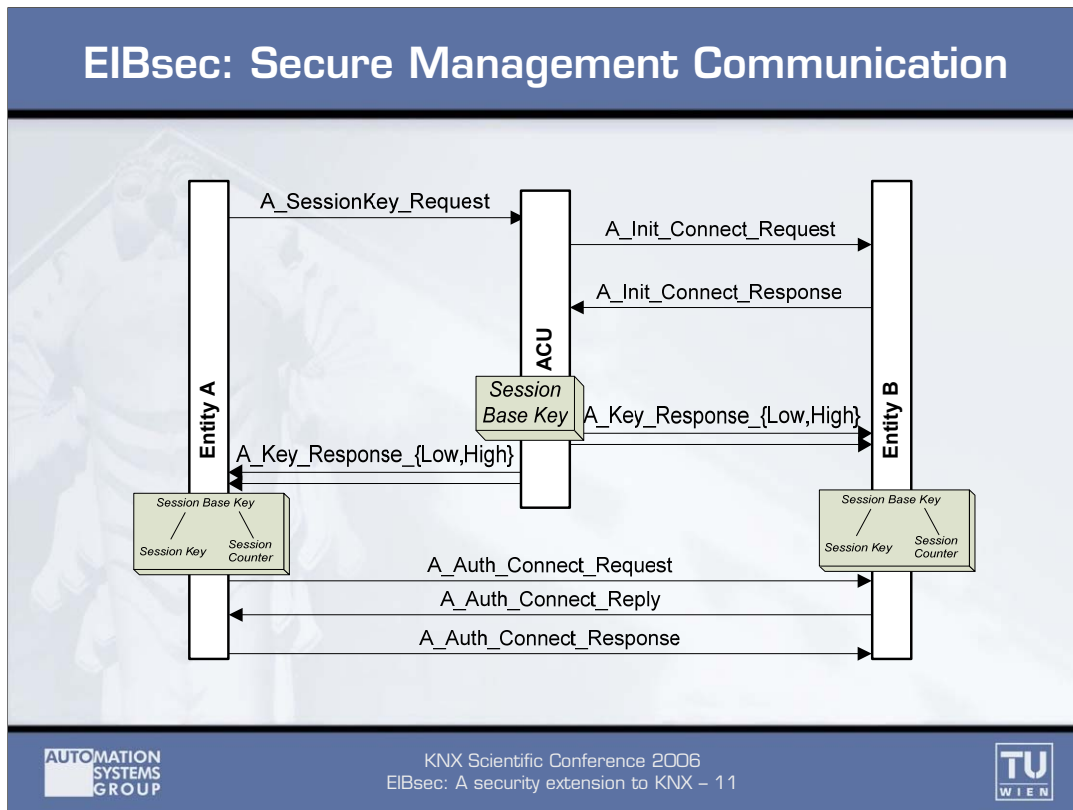 EIBsec: Secure Management Communication
A_SessionKey_Request
A_Init_Connect_Request
A_Init_Connect_Response
Entity A
ACU
Entity B
Session
Base Key
A_Key_Response_{Low,High}
A_Key_Response_{Low,High}
Session Base Key
Session Key
Session
Counter
Session Base Key
Session Key
Session
Counter
A_Auth_Connect_Request
A_Auth_Connect_Reply
A_Auth_Connect_Response
AUTOMATION
SYSTEMS
GROUP
KNX Scientific Conference 2006
EIBsec: A security extension to KNX – 11
TU
WIEN